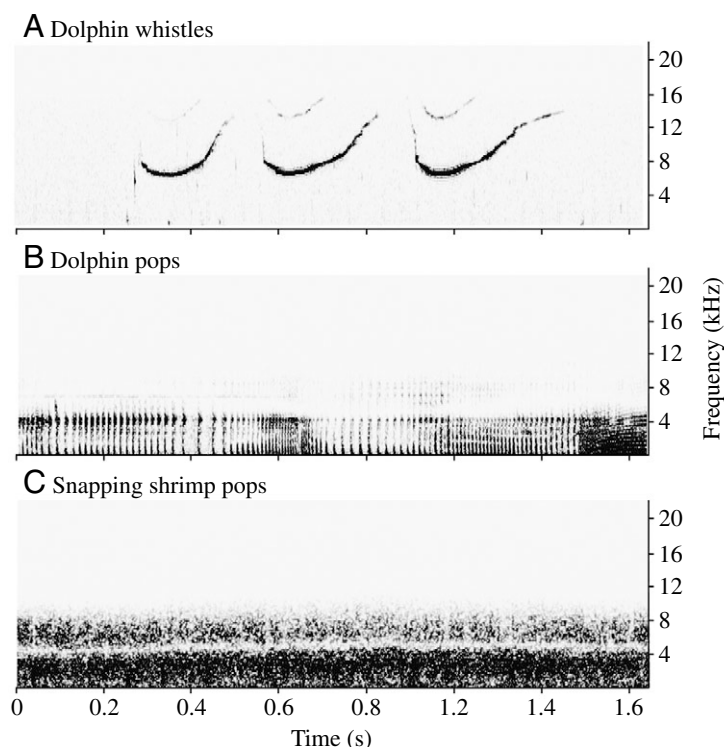 A Dolphin whistles
20
16
12
8
4
B Dolphin pops
20
16
12
8
4
Frequency (kHz)
C Snapping shrimp pops
20
16
12
8
4
0 0.2 0.4 0.6 0.8 1.0 1.2 1.4 1.6
Time (s)